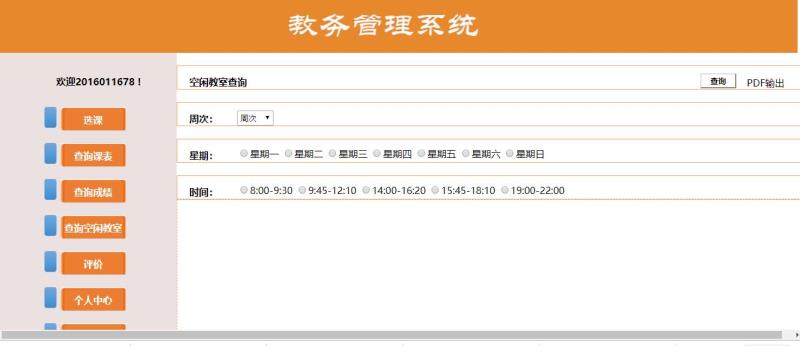 教务管理系统
欢迎2016011678！
选课
查询课表
查询成绩
查询空闲教室
评价
个人中心
空闲教室查询 查询 PDF输出
周次： 周次
星期： 星期一 星期二 星期三 星期四 星期五 星期六 星期日
时间： 8:00-9:30 9:45-12:10 14:00-16:20 15:45-18:10 19:00-22:00